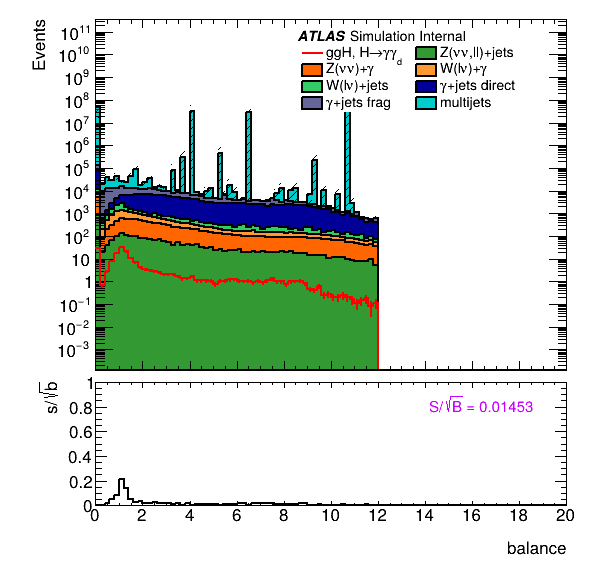 Events
10¹¹
10¹⁰
10⁹
10⁸
10⁷
10⁶
10⁵
10⁴
10³
10²
10
1
10⁻¹
10⁻²
10⁻³
ATLAS Simulation Internal
ggH, H→γγ_d
Z(νν,ll)+jets
Z(νν)+γ
W(lν)+γ
W(lν)+jets
γ+jets direct
γ+jets frag
multijets
s/√b
1
0.8
0.6
0.4
0.2
0
S/√B = 0.01453
0 2 4 6 8 10 12 14 16 18 20
balance